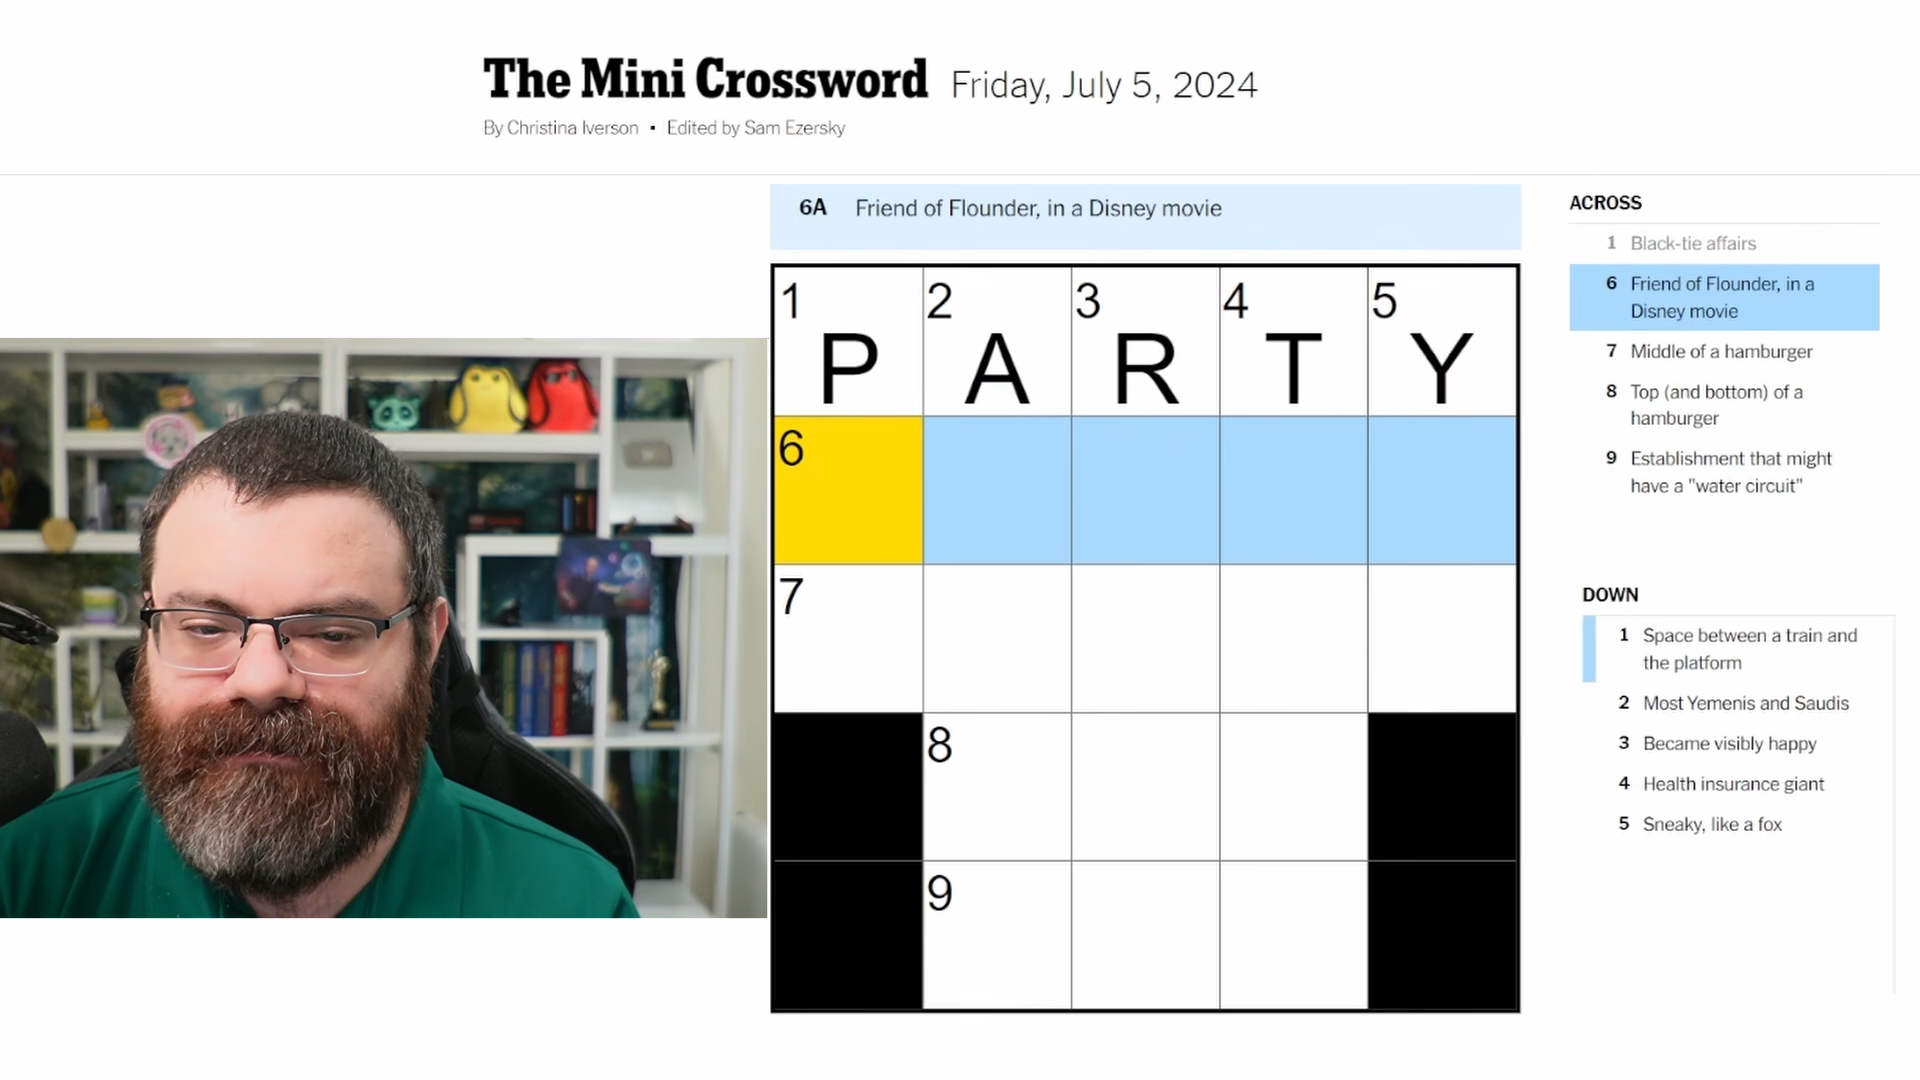 The Mini Crossword Friday, July 5, 2024
By Christina Iverson • Edited by Sam Ezersky
6A Friend of Flounder, in a Disney movie
1 2 3 4 5
P A R T Y
6
7
8
9
ACROSS
1 Black-tie affairs
6 Friend of Flounder, in a
Disney movie
7 Middle of a hamburger
8 Top (and bottom) of a
hamburger
9 Establishment that might
have a "water circuit"
DOWN
1 Space between a train and
the platform
2 Most Yemenis and Saudis
3 Became visibly happy
4 Health insurance giant
5 Sneaky, like a fox